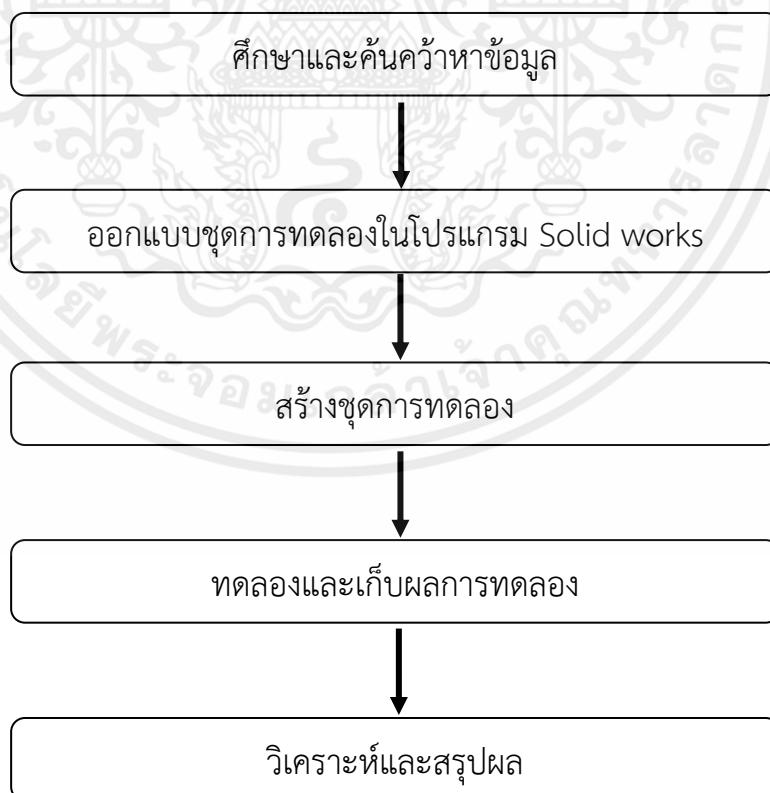 ศึกษาและค้นคว้าหาข้อมูล
ออกแบบชุดการทดลองในโปรแกรม Solid works
สร้างชุดการทดลอง
ทดลองและเก็บผลการทดลอง
วิเคราะห์และสรุปผล